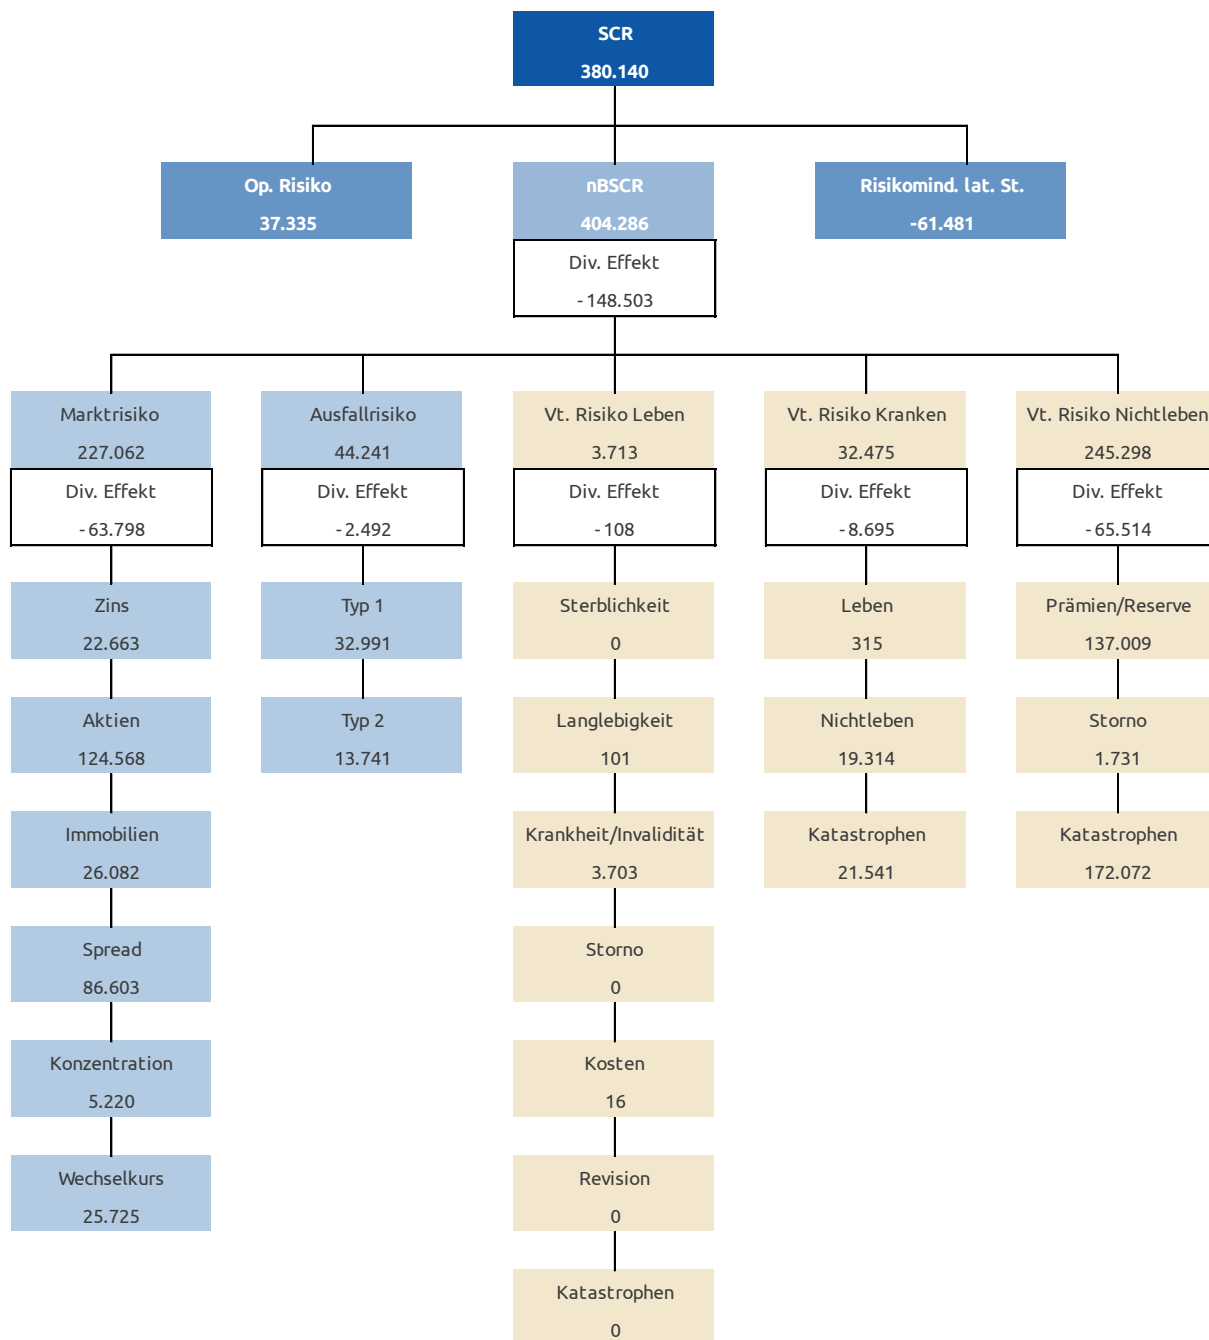 SCR
380.140
Op. Risiko
37.335
nBSCR
404.286
Risikomind. lat. St.
-61.481
Div. Effekt
-148.503
Marktrisiko
227.062
Div. Effekt
-63.798
Zins
22.663
Aktien
124.568
Immobilien
26.082
Spread
86.603
Konzentration
5.220
Wechselkurs
25.725
Ausfallrisiko
44.241
Div. Effekt
-2.492
Typ 1
32.991
Typ 2
13.741
Vt. Risiko Leben
3.713
Div. Effekt
-108
Sterblichkeit
0
Langlebigkeit
101
Krankheit/Invalidität
3.703
Storno
0
Kosten
16
Revision
0
Katastrophen
0
Vt. Risiko Kranken
32.475
Div. Effekt
-8.695
Leben
315
Nichtleben
19.314
Katastrophen
21.541
Vt. Risiko Nichtleben
245.298
Div. Effekt
-65.514
Prämien/Reserve
137.009
Storno
1.731
Katastrophen
172.072